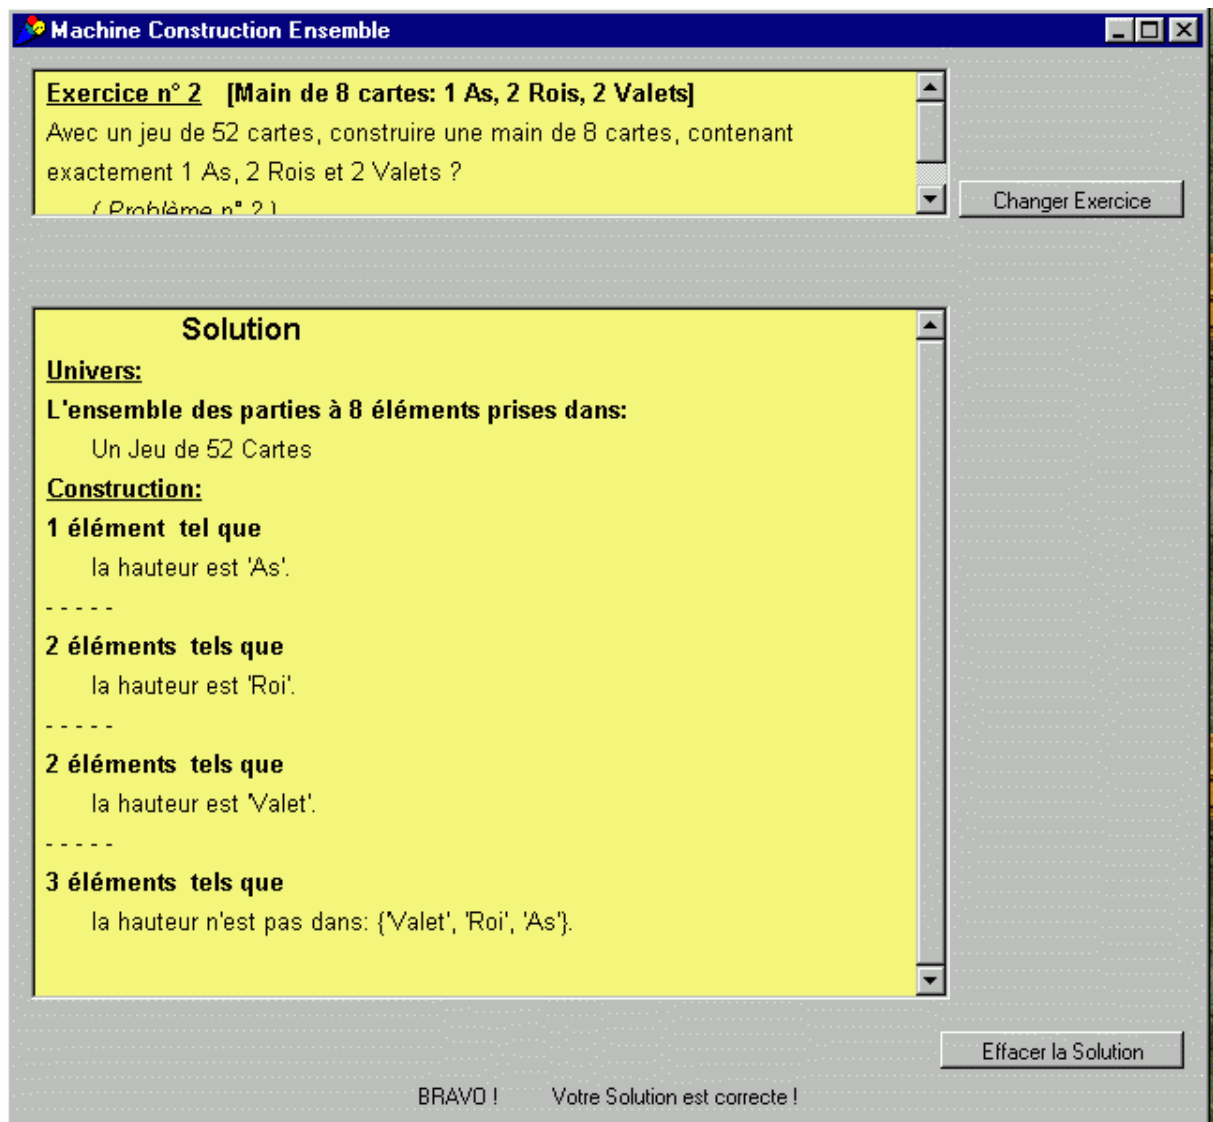 Machine Construction Ensemble
Exercice n° 2 [Main de 8 cartes: 1 As, 2 Rois, 2 Valets]
Avec un jeu de 52 cartes, construire une main de 8 cartes, contenant
exactement 1 As, 2 Rois et 2 Valets ?
( Problème n° 2 )
Changer Exercice
Solution
Univers:
L'ensemble des parties à 8 éléments prises dans:
Un Jeu de 52 Cartes
Construction:
1 élément tel que
la hauteur est 'As'.
- - - - -
2 éléments tels que
la hauteur est 'Roi'.
- - - - -
2 éléments tels que
la hauteur est 'Valet'.
- - - - -
3 éléments tels que
la hauteur n'est pas dans: {'Valet', 'Roi', 'As'}.
Effacer la Solution
BRAVO ! Votre Solution est correcte !